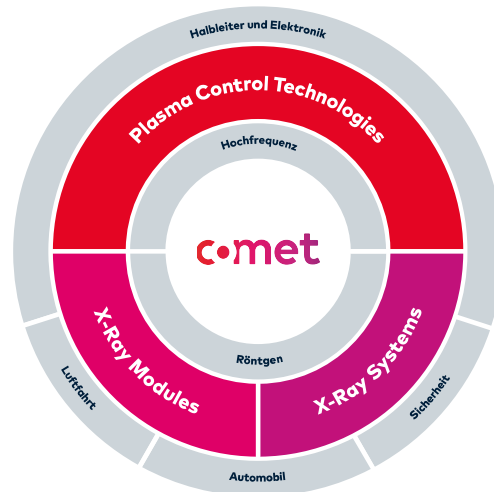 Halbleiter und Elektronik
Plasma Control Technologies
Hochfrequenz
comet
Röntgen
X-Ray Modules
X-Ray Systems
Luftfahrt
Automobil
Sicherheit